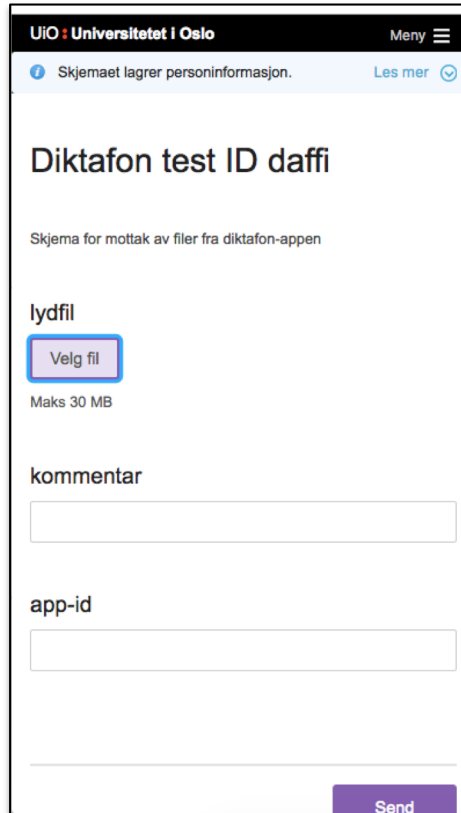 UiO : Universitetet i Oslo Meny
Skjemaet lagrer personinformasjon. Les mer
Diktafon test ID daffi
Skjema for mottak av filer fra diktafon-appen
lydfil
Velg fil
Maks 30 MB
kommentar
app-id
Send